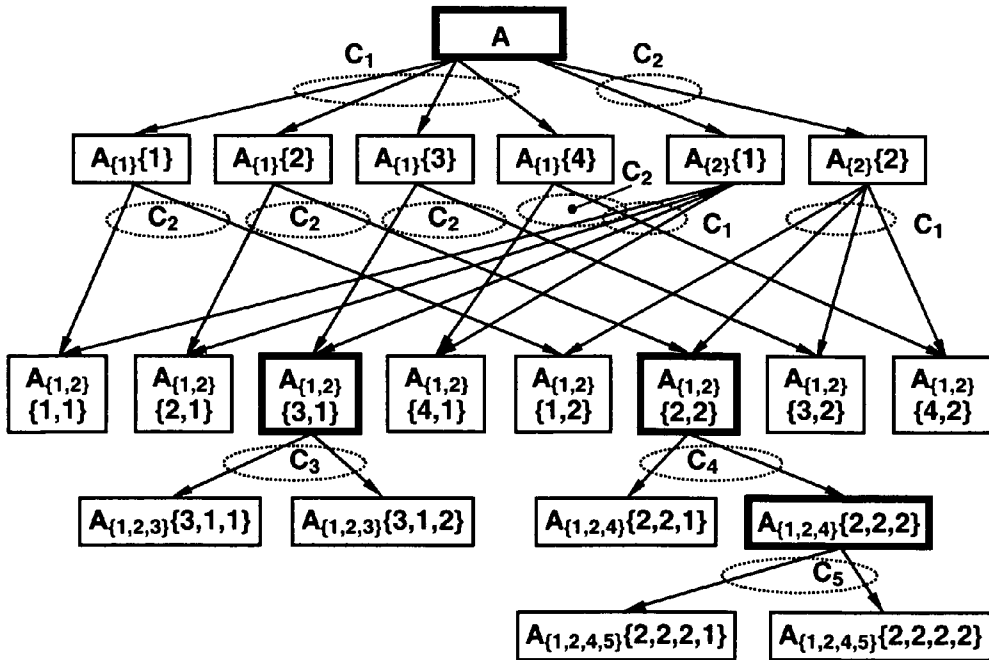 A
C₁ C₂
A{1}{1} A{1}{2} A{1}{3} A{1}{4} A{2}{1} A{2}{2}
C₂
C₂ C₂ C₂ C₁ C₁
A{1,2} A{1,2} A{1,2} A{1,2} A{1,2} A{1,2} A{1,2} A{1,2}
{1,1} {2,1} {3,1} {4,1} {1,2} {2,2} {3,2} {4,2}
C₃ C₄
A{1,2,3}{3,1,1} A{1,2,3}{3,1,2} A{1,2,4}{2,2,1} A{1,2,4}{2,2,2}
C₅
A{1,2,4,5}{2,2,2,1} A{1,2,4,5}{2,2,2,2}